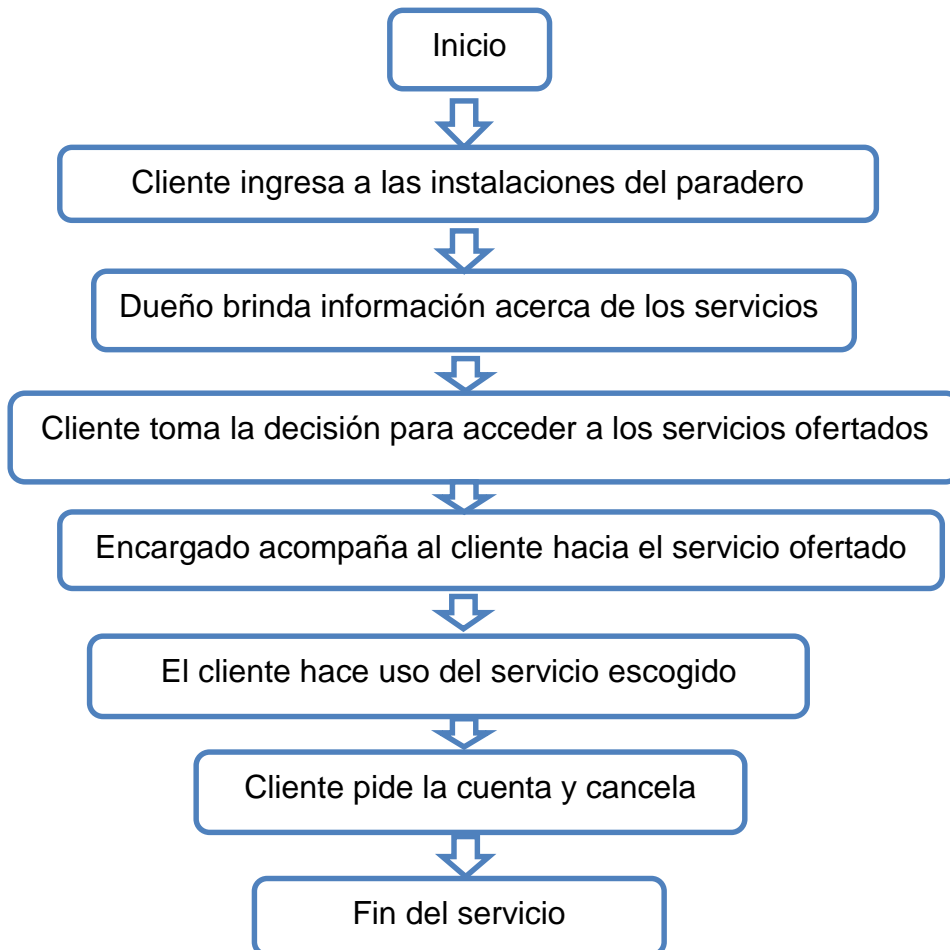 Inicio
Cliente ingresa a las instalaciones del paradero
Dueño brinda información acerca de los servicios
Cliente toma la decisión para acceder a los servicios ofertados
Encargado acompaña al cliente hacia el servicio ofertado
El cliente hace uso del servicio escogido
Cliente pide la cuenta y cancela
Fin del servicio